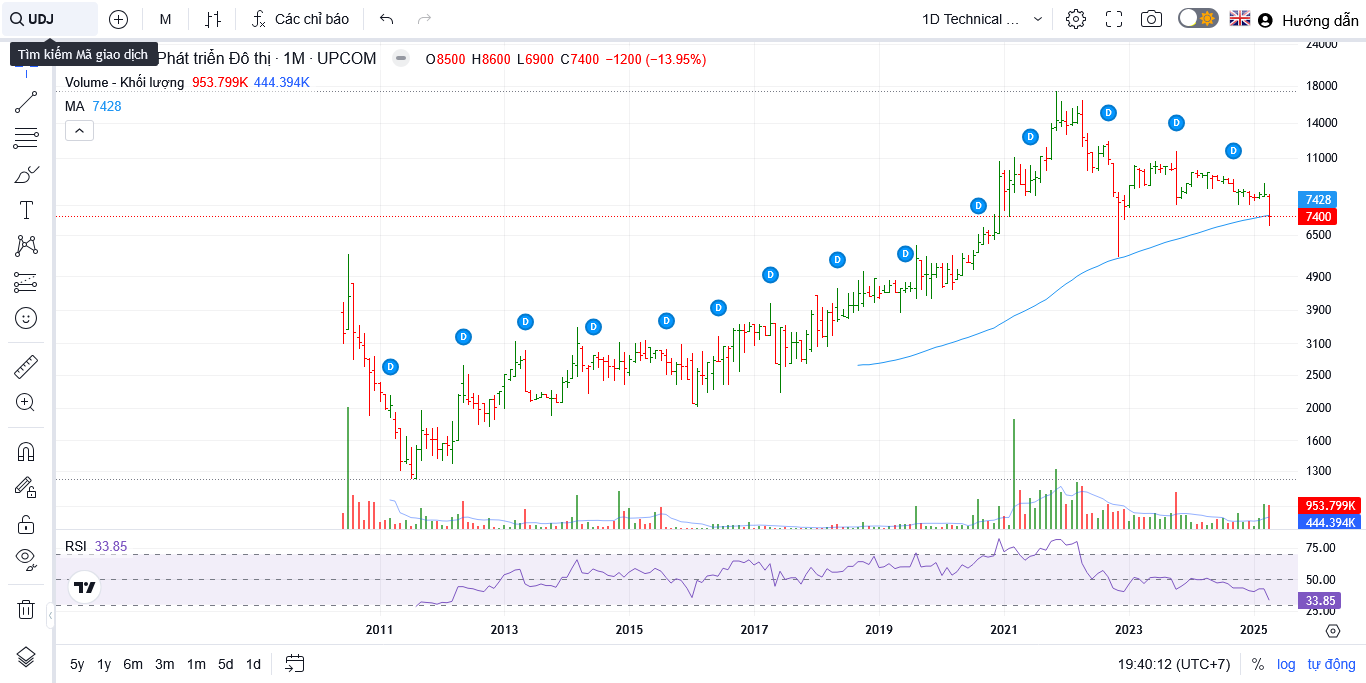 UDJ
M
Các chỉ báo
1D Technical ...
Hướng dẫn
Tìm kiếm Mã giao dịch
Phát triển Đô thị · 1M · UPCOM
O8500 H8600 L6900 C7400 −1200 (−13.95%)
Volume - Khối lượng 953.799K 444.394K
MA 7428
24000
18000
14000
11000
7428
7400
6500
4900
3900
3100
2500
2000
1600
1300
953.799K
444.394K
D
D
D
D
D
D
D
D
D
D
D
D
D
D
RSI 33.85
75.00
50.00
33.85
25.00
2011 2013 2015 2017 2019 2021 2023 2025
5y 1y 6m 3m 1m 5d 1d
19:40:12 (UTC+7) % log tự động